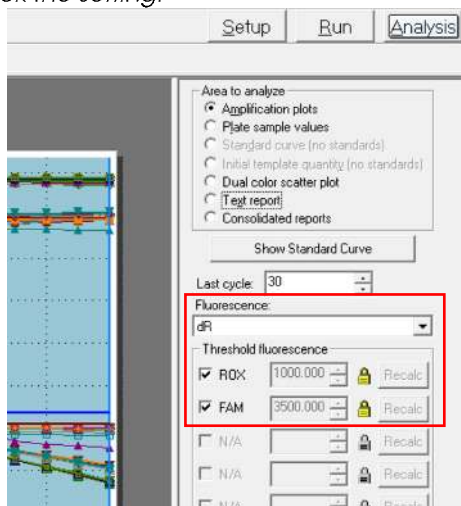 Setup Run Analysis
Area to analyze
Amplification plots
Plate sample values
Standard curve (no standards)
Initial template quantity (no standards)
Dual color scatter plot
Text report
Consolidated reports
Show Standard Curve
Last cycle: 30
Fluorescence:
dR
Threshold fluorescence
ROX 1000.000 Recalc
FAM 3500.000 Recalc
N/A Recalc
N/A Recalc